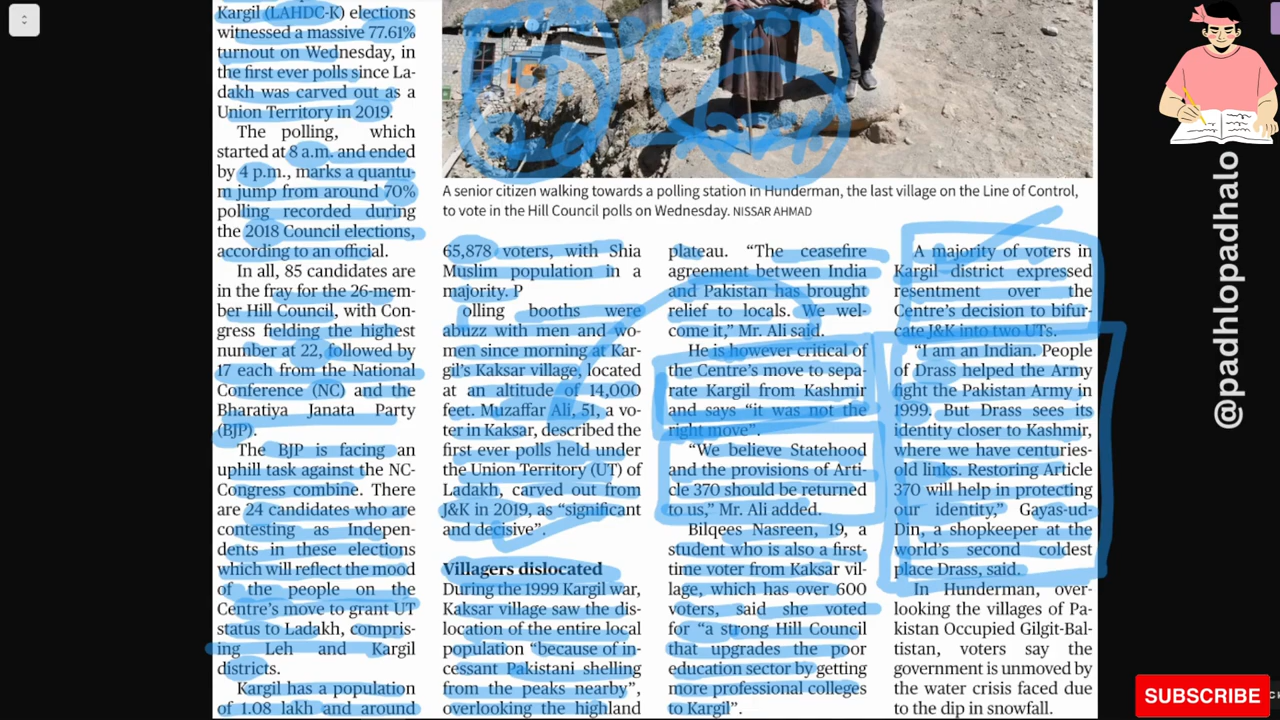 Kargil (LAHDC-K) elections
witnessed a massive 77.61%
turnout on Wednesday, in
the first ever polls since La-
dakh was carved out as a
Union Territory in 2019.
The polling, which
started at 8 a.m. and ended
by 4 p.m., marks a quantu-
m jump from around 70%
polling recorded during
the 2018 Council elections,
according to an official.
In all, 85 candidates are
in the fray for the 26-mem-
ber Hill Council, with Con-
gress fielding the highest
number at 22, followed by
17 each from the National
Conference (NC) and the
Bharatiya Janata Party
(BJP).
The BJP is facing an
uphill task against the NC-
Congress combine. There
are 24 candidates who are
contesting as Indepen-
dents in these elections
which will reflect the mood
of the people on the
Centre's move to grant UT
status to Ladakh, compris-
ing Leh and Kargil
districts.
Kargil has a population
of 1.08 lakh and around
A senior citizen walking towards a polling station in Hunderman, the last village on the Line of Control,
to vote in the Hill Council polls on Wednesday. NISSAR AHMAD
65,878 voters, with Shia
Muslim population in a
majority. P
olling booths were
abuzz with men and wo-
men since morning at Kar-
gil's Kaksar village, located
at an altitude of 14,000
feet. Muzaffar Ali, 51, a vo-
ter in Kaksar, described the
first ever polls held under
the Union Territory (UT) of
Ladakh, carved out from
J&K in 2019, as "significant
and decisive".
Villagers dislocated
During the 1999 Kargil war,
Kaksar village saw the dis-
location of the entire local
population "because of in-
cessant Pakistani shelling
from the peaks nearby",
overlooking the highland
plateau. "The ceasefire
agreement between India
and Pakistan has brought
relief to locals. We wel-
come it," Mr. Ali said.
He is however critical of
the Centre's move to sepa-
rate Kargil from Kashmir
and says "it was not the
right move".
"We believe Statehood
and the provisions of Arti-
cle 370 should be returned
to us," Mr. Ali added.
Bilqees Nasreen, 19, a
student who is also a first-
time voter from Kaksar vil-
lage, which has over 600
voters, said she voted
for "a strong Hill Council
that upgrades the poor
education sector by getting
more professional colleges
to Kargil".
A majority of voters in
Kargil district expressed
resentment over the
Centre's decision to bifur-
cate J&K into two UTs.
"I am an Indian. People
of Drass helped the Army
fight the Pakistan Army in
1999. But Drass sees its
identity closer to Kashmir,
where we have centuries-
old links. Restoring Article
370 will help in protecting
our identity," Gayas-ud-
Din, a shopkeeper at the
world's second coldest
place Drass, said.
In Hunderman, over-
looking the villages of Pa-
kistan Occupied Gilgit-Bal-
tistan, voters say the
government is unmoved by
the water crisis faced due
to the dip in snowfall.
@padhlopadhalo
SUBSCRIBE